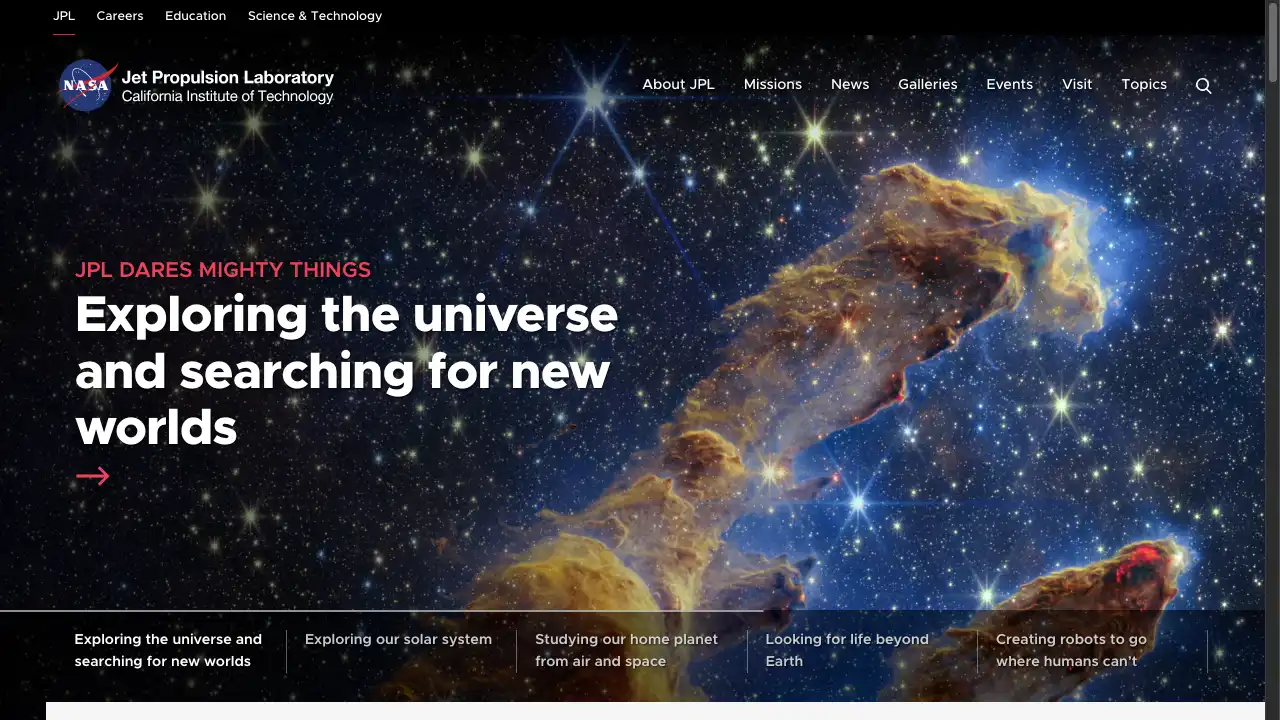 JPL Careers Education Science & Technology
NASA
Jet Propulsion Laboratory
California Institute of Technology
About JPL Missions News Galleries Events Visit Topics
JPL DARES MIGHTY THINGS
Exploring the universe
and searching for new
worlds
Exploring the universe and
searching for new worlds
Exploring our solar system
Studying our home planet
from air and space
Looking for life beyond
Earth
Creating robots to go
where humans can't